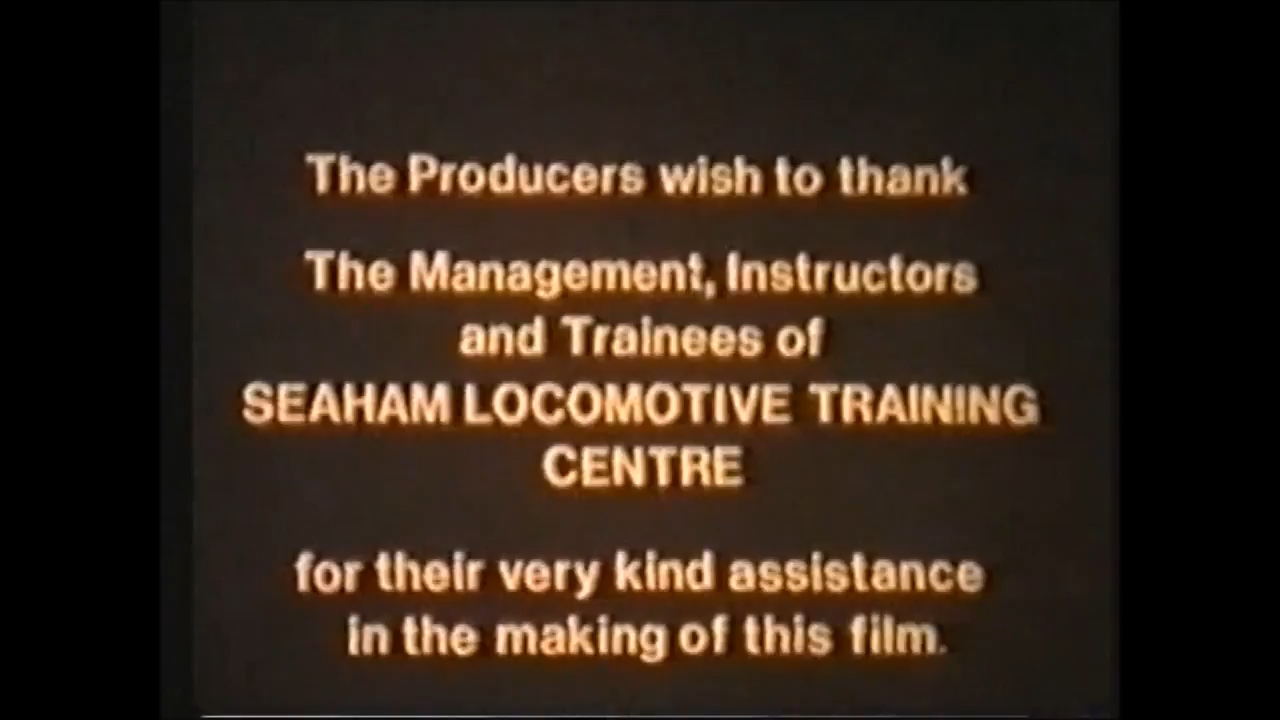 The Producers wish to thank
The Management, Instructors
and Trainees of
SEAHAM LOCOMOTIVE TRAINING
CENTRE
for their very kind assistance
in the making of this film.